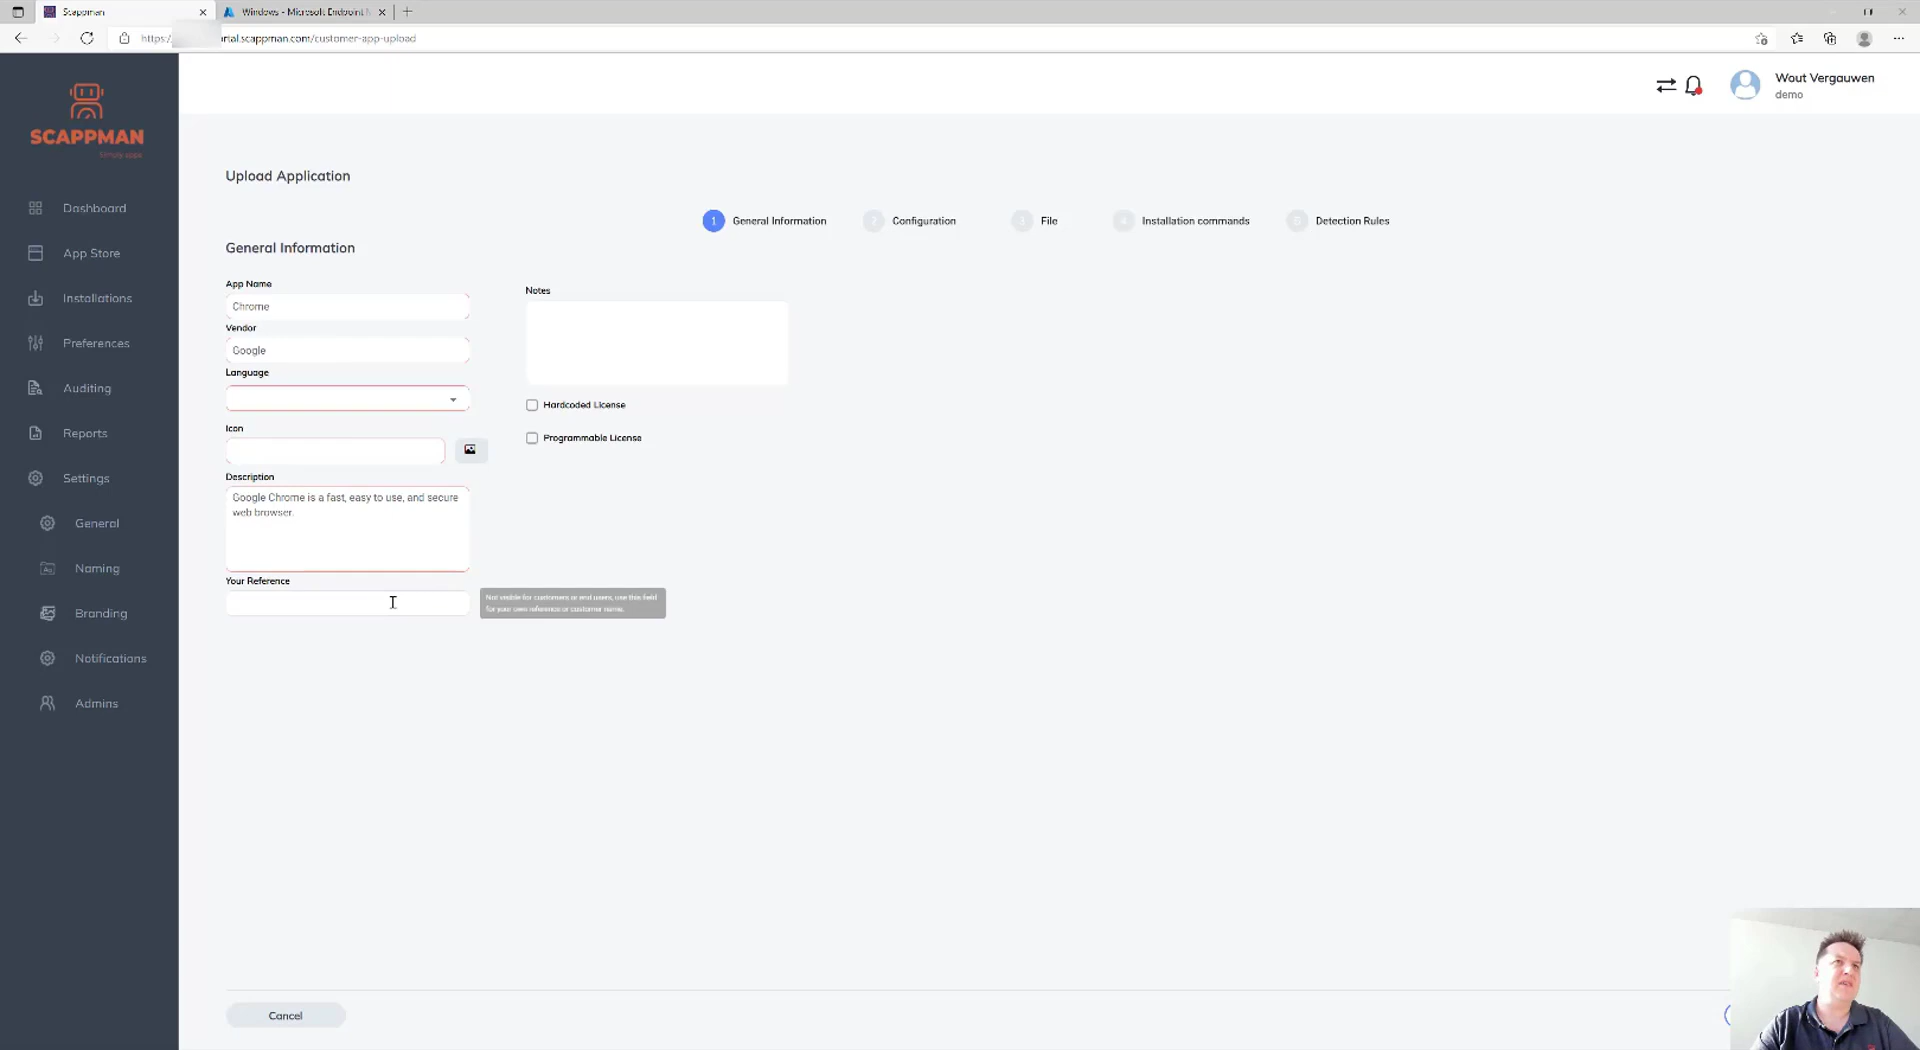 Scappman
Windows - Microsoft Endpoint M
https:/
rtal.scappman.com/customer-app-upload
SCAPPMAN
Simply apps
Wout Vergauwen
demo
Dashboard
App Store
Installations
Preferences
Auditing
Reports
Settings
General
Naming
Branding
Notifications
Admins
Upload Application
1 General Information
2 Configuration
3 File
4 Installation commands
Detection Rules
General Information
App Name
Chrome
Vendor
Google
Language
Icon
Description
Google Chrome is a fast, easy to use, and secure
web browser.
Your Reference
Not visible for customers or end users, use this field
for your own reference or customer name.
Notes
Hardcoded License
Programmable License
Cancel